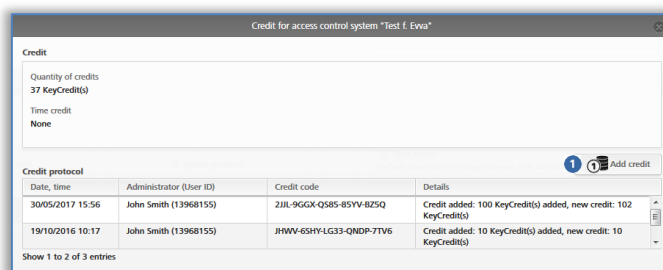 Credit for access control system "Test f. Evva"
Credit
Quantity of credits
37 KeyCredit(s)
Time credit
None
1 1 Add credit
Credit protocol
Date, time Administrator (User ID) Credit code Details
30/05/2017 15:56 John Smith (13968155) 2JJL-9GGX-QS85-85YV-BZ5Q Credit added: 100 KeyCredit(s) added, new credit: 102
KeyCredit(s)
19/10/2016 10:17 John Smith (13968155) JHWV-6SHY-LG33-QNDP-7TV6 Credit added: 10 KeyCredit(s) added, new credit: 10
KeyCredit(s)
Show 1 to 2 of 3 entries